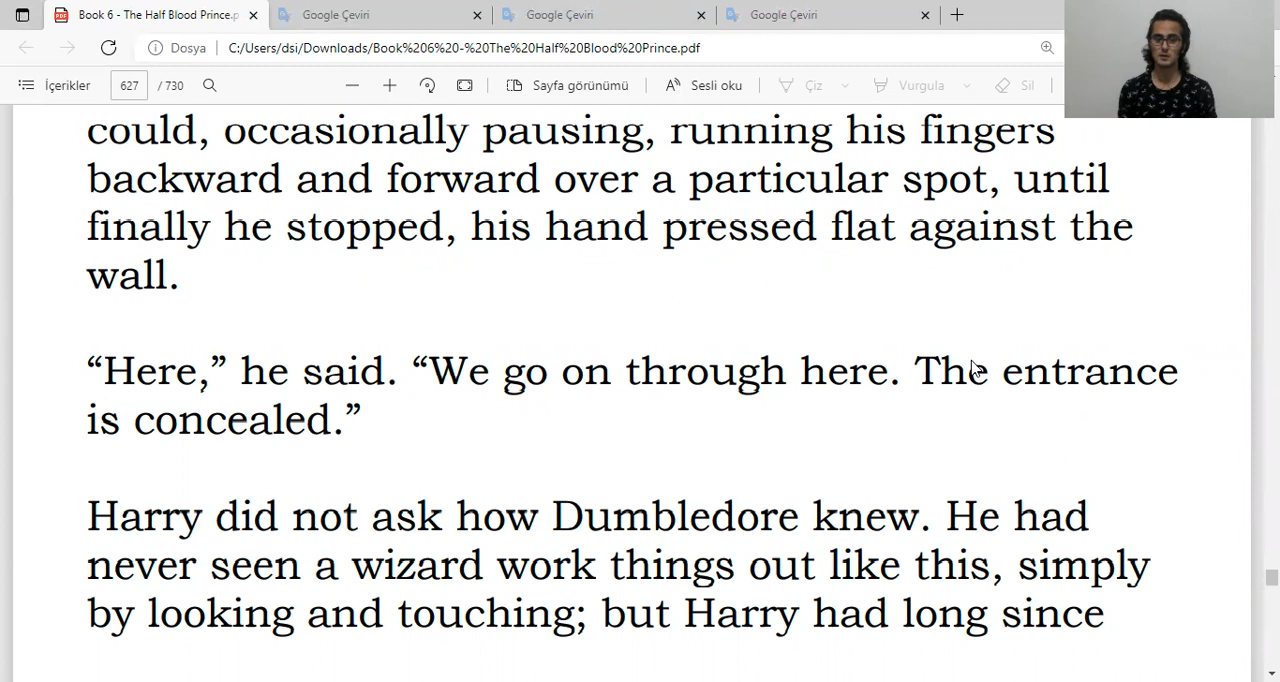 Book 6 - The Half Blood Prince.p
Google Çeviri
Google Çeviri
Google Çeviri
Dosya C:/Users/dsi/Downloads/Book%206%20-%20The%20Half%20Blood%20Prince.pdf
İçerikler 627 / 730 Sayfa görünümü Sesli oku Çiz Vurgula Sil
could, occasionally pausing, running his fingers
backward and forward over a particular spot, until
finally he stopped, his hand pressed flat against the
wall.
“Here,” he said. “We go on through here. The entrance
is concealed.”
Harry did not ask how Dumbledore knew. He had
never seen a wizard work things out like this, simply
by looking and touching; but Harry had long since